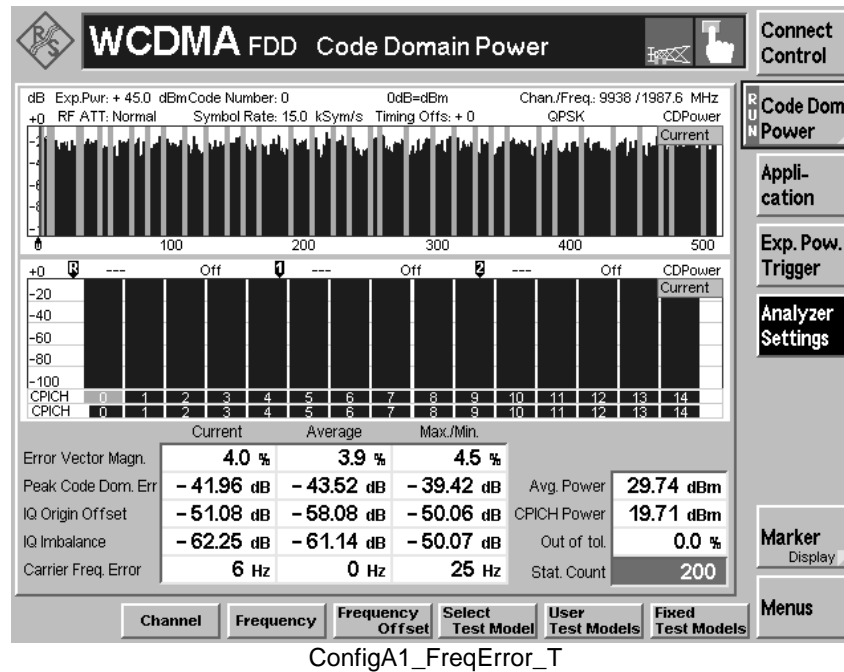 R S
WCDMA FDD Code Domain Power
Connect Control
dB Exp.Pwr: + 45.0 dBm Code Number: 0 0dB=dBm Chan./Freq.: 9938 / 1987.6 MHz
+0 RF ATT: Normal Symbol Rate: 15.0 kSym/s Timing Offs: + 0 QPSK CDPower
Current
RUN Code Dom Power
100 200 300 400 500
Appli-
cation
+0 R --- Off 1 --- Off 2 --- Off CDPower
Current
-20
-40
-60
-80
-100
Exp. Pow. Trigger
Analyzer Settings
CPICH 0 1 2 3 4 5 6 7 8 9 10 11 12 13 14
CPICH 0 1 2 3 4 5 6 7 8 9 10 11 12 13 14
Current Average Max./Min.
Error Vector Magn. 4.0 % 3.9 % 4.5 %
Peak Code Dom. Err - 41.96 dB - 43.52 dB - 39.42 dB Avg. Power 29.74 dBm
IQ Origin Offset - 51.08 dB - 58.08 dB - 50.06 dB CPICH Power 19.71 dBm
IQ Imbalance - 62.25 dB - 61.14 dB - 50.07 dB Out of tol. 0.0 %
Carrier Freq. Error 6 Hz 0 Hz 25 Hz Stat. Count 200
Marker
Display
Channel Frequency Frequency Offset Select Test Model User Test Models Fixed Test Models
Menus
ConfigA1_FreqError_T